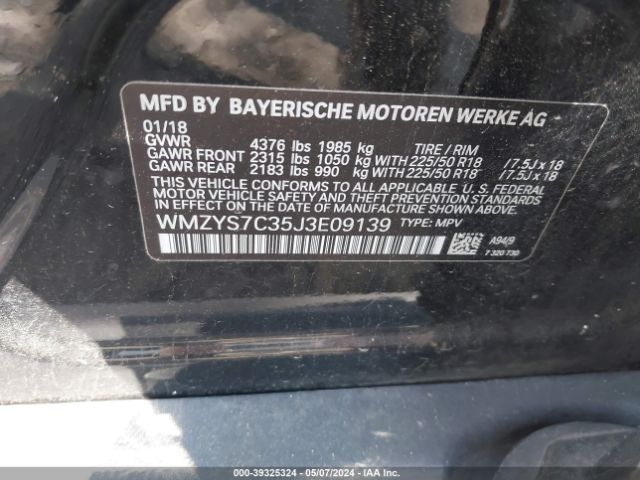 MFD BY BAYERISCHE MOTOREN WERKE AG
01/18
GVWR 4376 lbs 1985 kg TIRE / RIM
GAWR FRONT 2315 lbs 1050 kg WITH 225/50 R18 /7.5J x 18
GAWR REAR 2183 lbs 990 kg WITH 225/50 R18 /7.5J x 18
THIS VEHICLE CONFORMS TO ALL APPLICABLE U. S. FEDERAL
MOTOR VEHICLE SAFETY AND THEFT PREVENTION STANDARDS
IN EFFECT ON THE DATE OF MANUFACTURE SHOWN ABOVE.
WMZYS7C35J3E09139 TYPE: MPV
A94/9
7 320 730
000-39325324 - 05/07/2024 - IAA Inc.